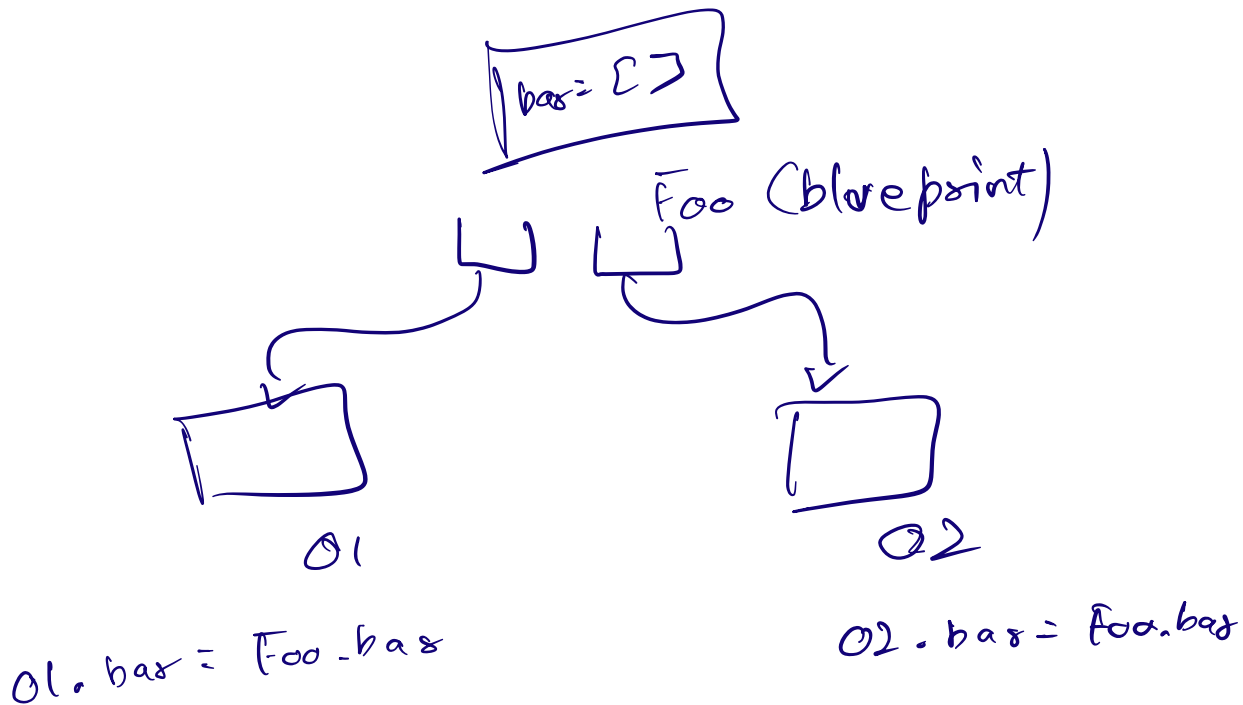 bar = []
Foo (blueprint)
O1
O2
O1.bar = Foo.bar
O2.bar = Foo.bar